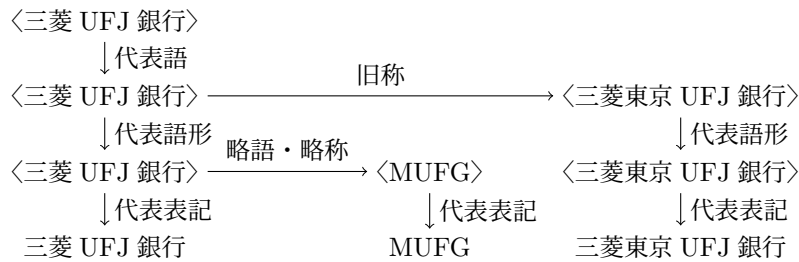 〈三菱 UFJ 銀行〉
代表語
旧称
〈三菱 UFJ 銀行〉 〈三菱東京 UFJ 銀行〉
代表語形 代表語形
略語・略称
〈三菱 UFJ 銀行〉 〈MUFG〉 〈三菱東京 UFJ 銀行〉
代表表記 代表表記 代表表記
三菱 UFJ 銀行 MUFG 三菱東京 UFJ 銀行